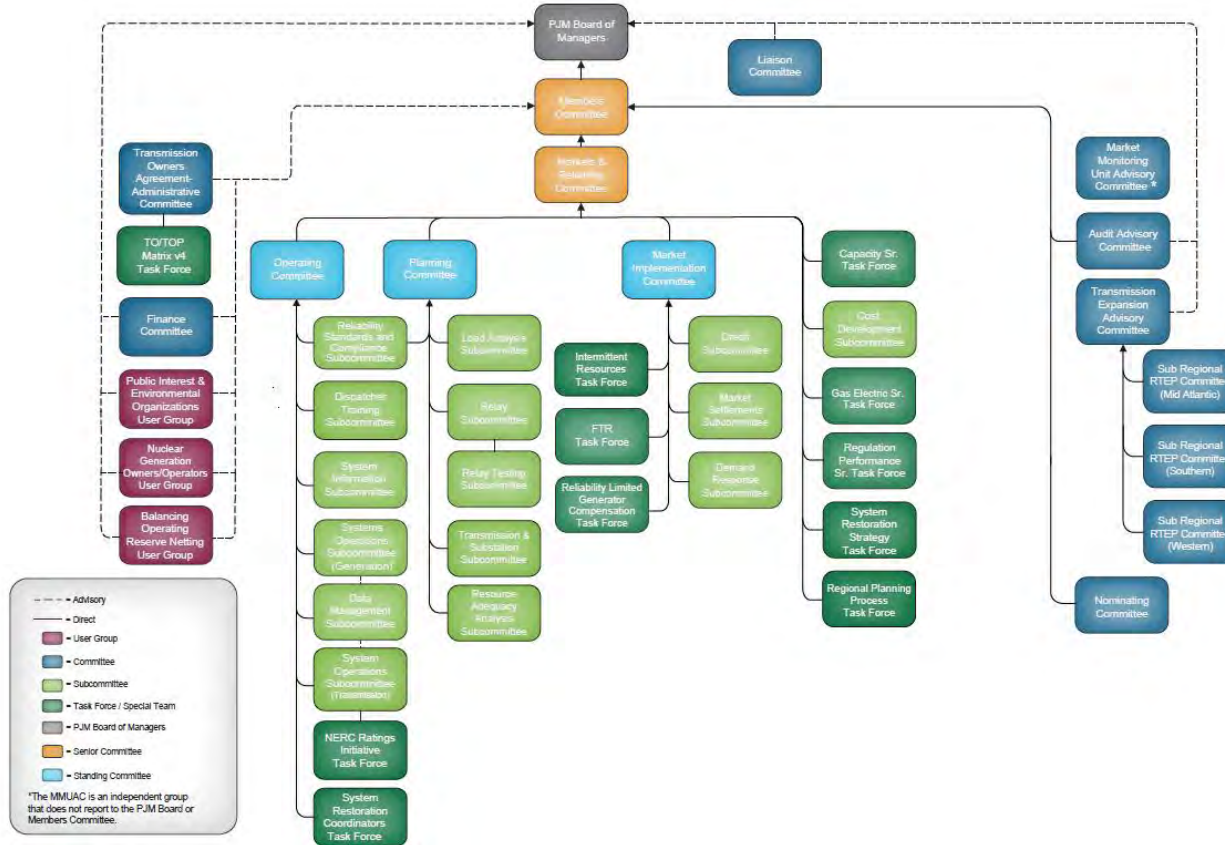 PJM Board of
Managers
Liaison
Committee
Members
Committee
Markets &
Reliability
Committee
Transmission
Owners
Agreement-
Administrative
Committee
TO/TOP
Matrix v4
Task Force
Finance
Committee
Public Interest &
Environmental
Organizations
User Group
Nuclear
Generation
Owners/Operators
User Group
Balancing
Operating
Reserve Netting
User Group
Operating
Committee
Reliability
Standards and
Compliance
Subcommittee
Dispatcher
Training
Subcommittee
System
Information
Subcommittee
Systems
Operations
Subcommittee
(Generation)
Data
Management
Subcommittee
System
Operations
Subcommittee
(Transmission)
NERC Ratings
Initiative
Task Force
System
Restoration
Coordinators
Task Force
Planning
Committee
Load Analysis
Subcommittee
Relay
Subcommittee
Relay Testing
Subcommittee
Transmission &
Substation
Subcommittee
Resource
Adequacy
Analysis
Subcommittee
Market
Implementation
Committee
Intermittent
Resources
Task Force
FTR
Task Force
Reliability Limited
Generator
Compensation
Task Force
Credit
Subcommittee
Market
Settlements
Subcommittee
Demand
Response
Subcommittee
Capacity Sr.
Task Force
Cost
Development
Subcommittee
Gas Electric Sr.
Task Force
Regulation
Performance
Sr. Task Force
System
Restoration
Strategy
Task Force
Regional Planning
Process
Task Force
Market
Monitoring
Unit Advisory
Committee *
Audit Advisory
Committee
Transmission
Expansion
Advisory
Committee
Sub Regional
RTEP Committe
(Mid Atlantic)
Sub Regional
RTEP Committe
(Southern)
Sub Regional
RTEP Committe
(Western)
Nominating
Committee
= Advisory
= Direct
= User Group
= Committee
= Subcommittee
= Task Force / Special Team
= PJM Board of Managers
= Senior Committee
= Standing Committee
*The MMUAC is an independent group
that does not report to the PJM Board or
Members Committee.